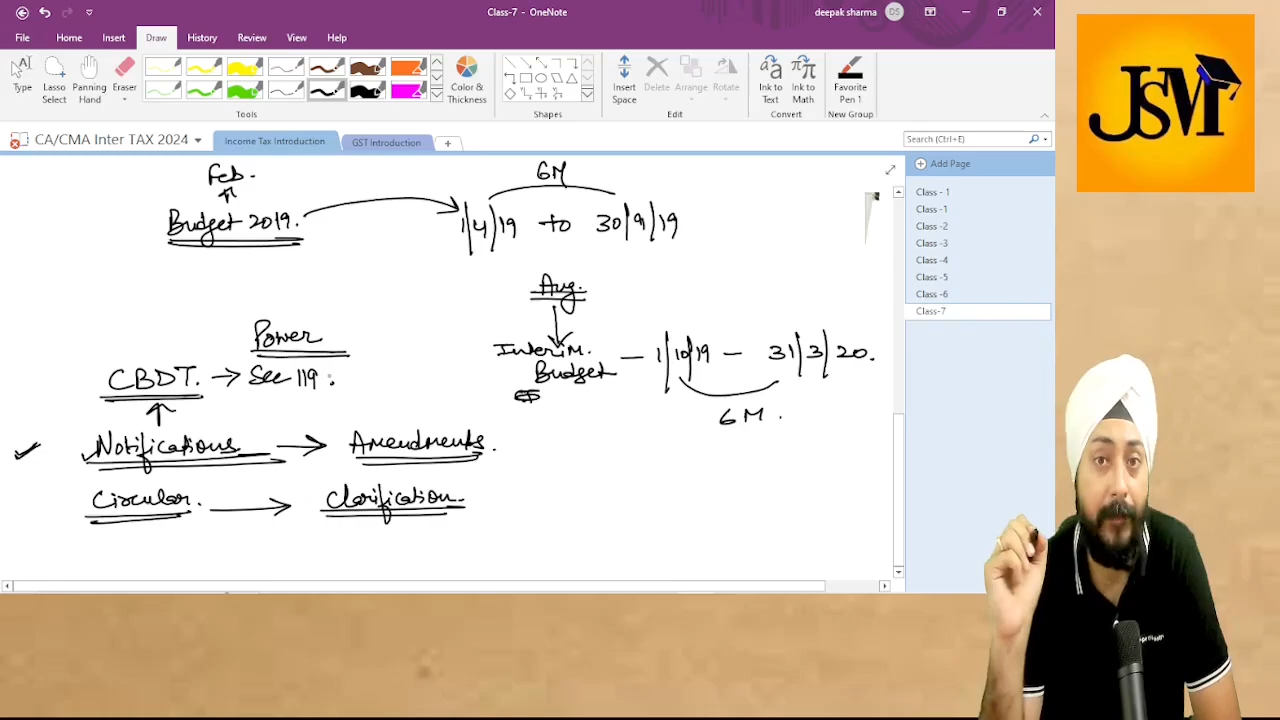 Class-7 - OneNote
deepak sharma DS
File Home Insert Draw History Review View Help
Type
Lasso Select
Panning Hand
Eraser
Color & Thickness
Insert Space
Delete
Arrange
Rotate
Ink to Text
Ink to Math
Favorite Pen 1
Tools
Shapes
Edit
Convert
New Group
CA/CMA Inter TAX 2024
Income Tax Introduction
GST Introduction
Search (Ctrl+E)
Add Page
Class - 1
Class -1
Class -2
Class -3
Class -4
Class -5
Class -6
Class-7
Feb.
6M
Budget 2019.
1/4/19 to 30/9/19
Aug.
Interim. Budget – 1/10/19 – 31/3/20.
6 M.
Power
CBDT. → Sec 119:
Notifications → Amendments.
Circular. → Clarification.
JSM